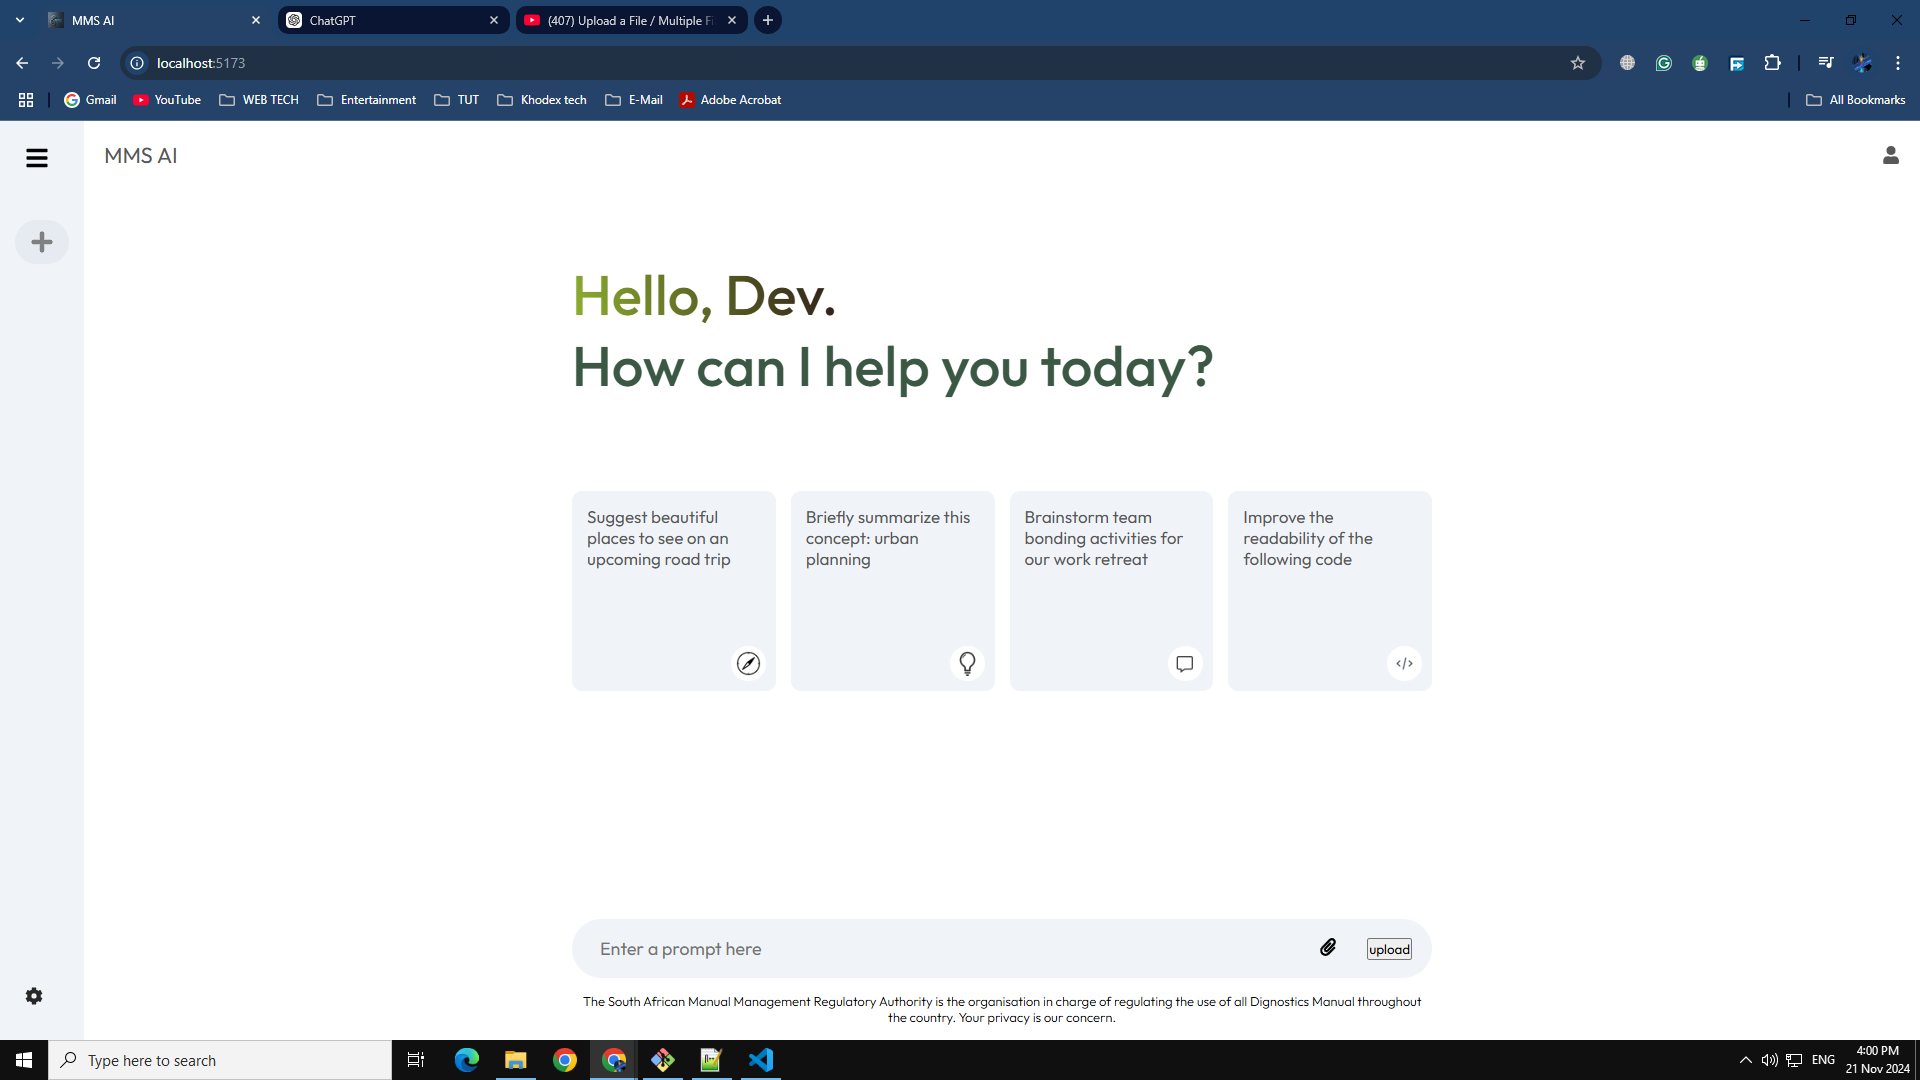 MMS AI
ChatGPT
(407) Upload a File / Multiple Fi
localhost:5173
Gmail
YouTube
WEB TECH
Entertainment
TUT
Khodex tech
E-Mail
Adobe Acrobat
All Bookmarks
MMS AI
Hello, Dev.
How can I help you today?
Suggest beautiful
places to see on an
upcoming road trip
Briefly summarize this
concept: urban
planning
Brainstorm team
bonding activities for
our work retreat
Improve the
readability of the
following code
Enter a prompt here
upload
The South African Manual Management Regulatory Authority is the organisation in charge of regulating the use of all Dignostics Manual throughout
the country. Your privacy is our concern.
Type here to search
ENG
4:00 PM
21 Nov 2024